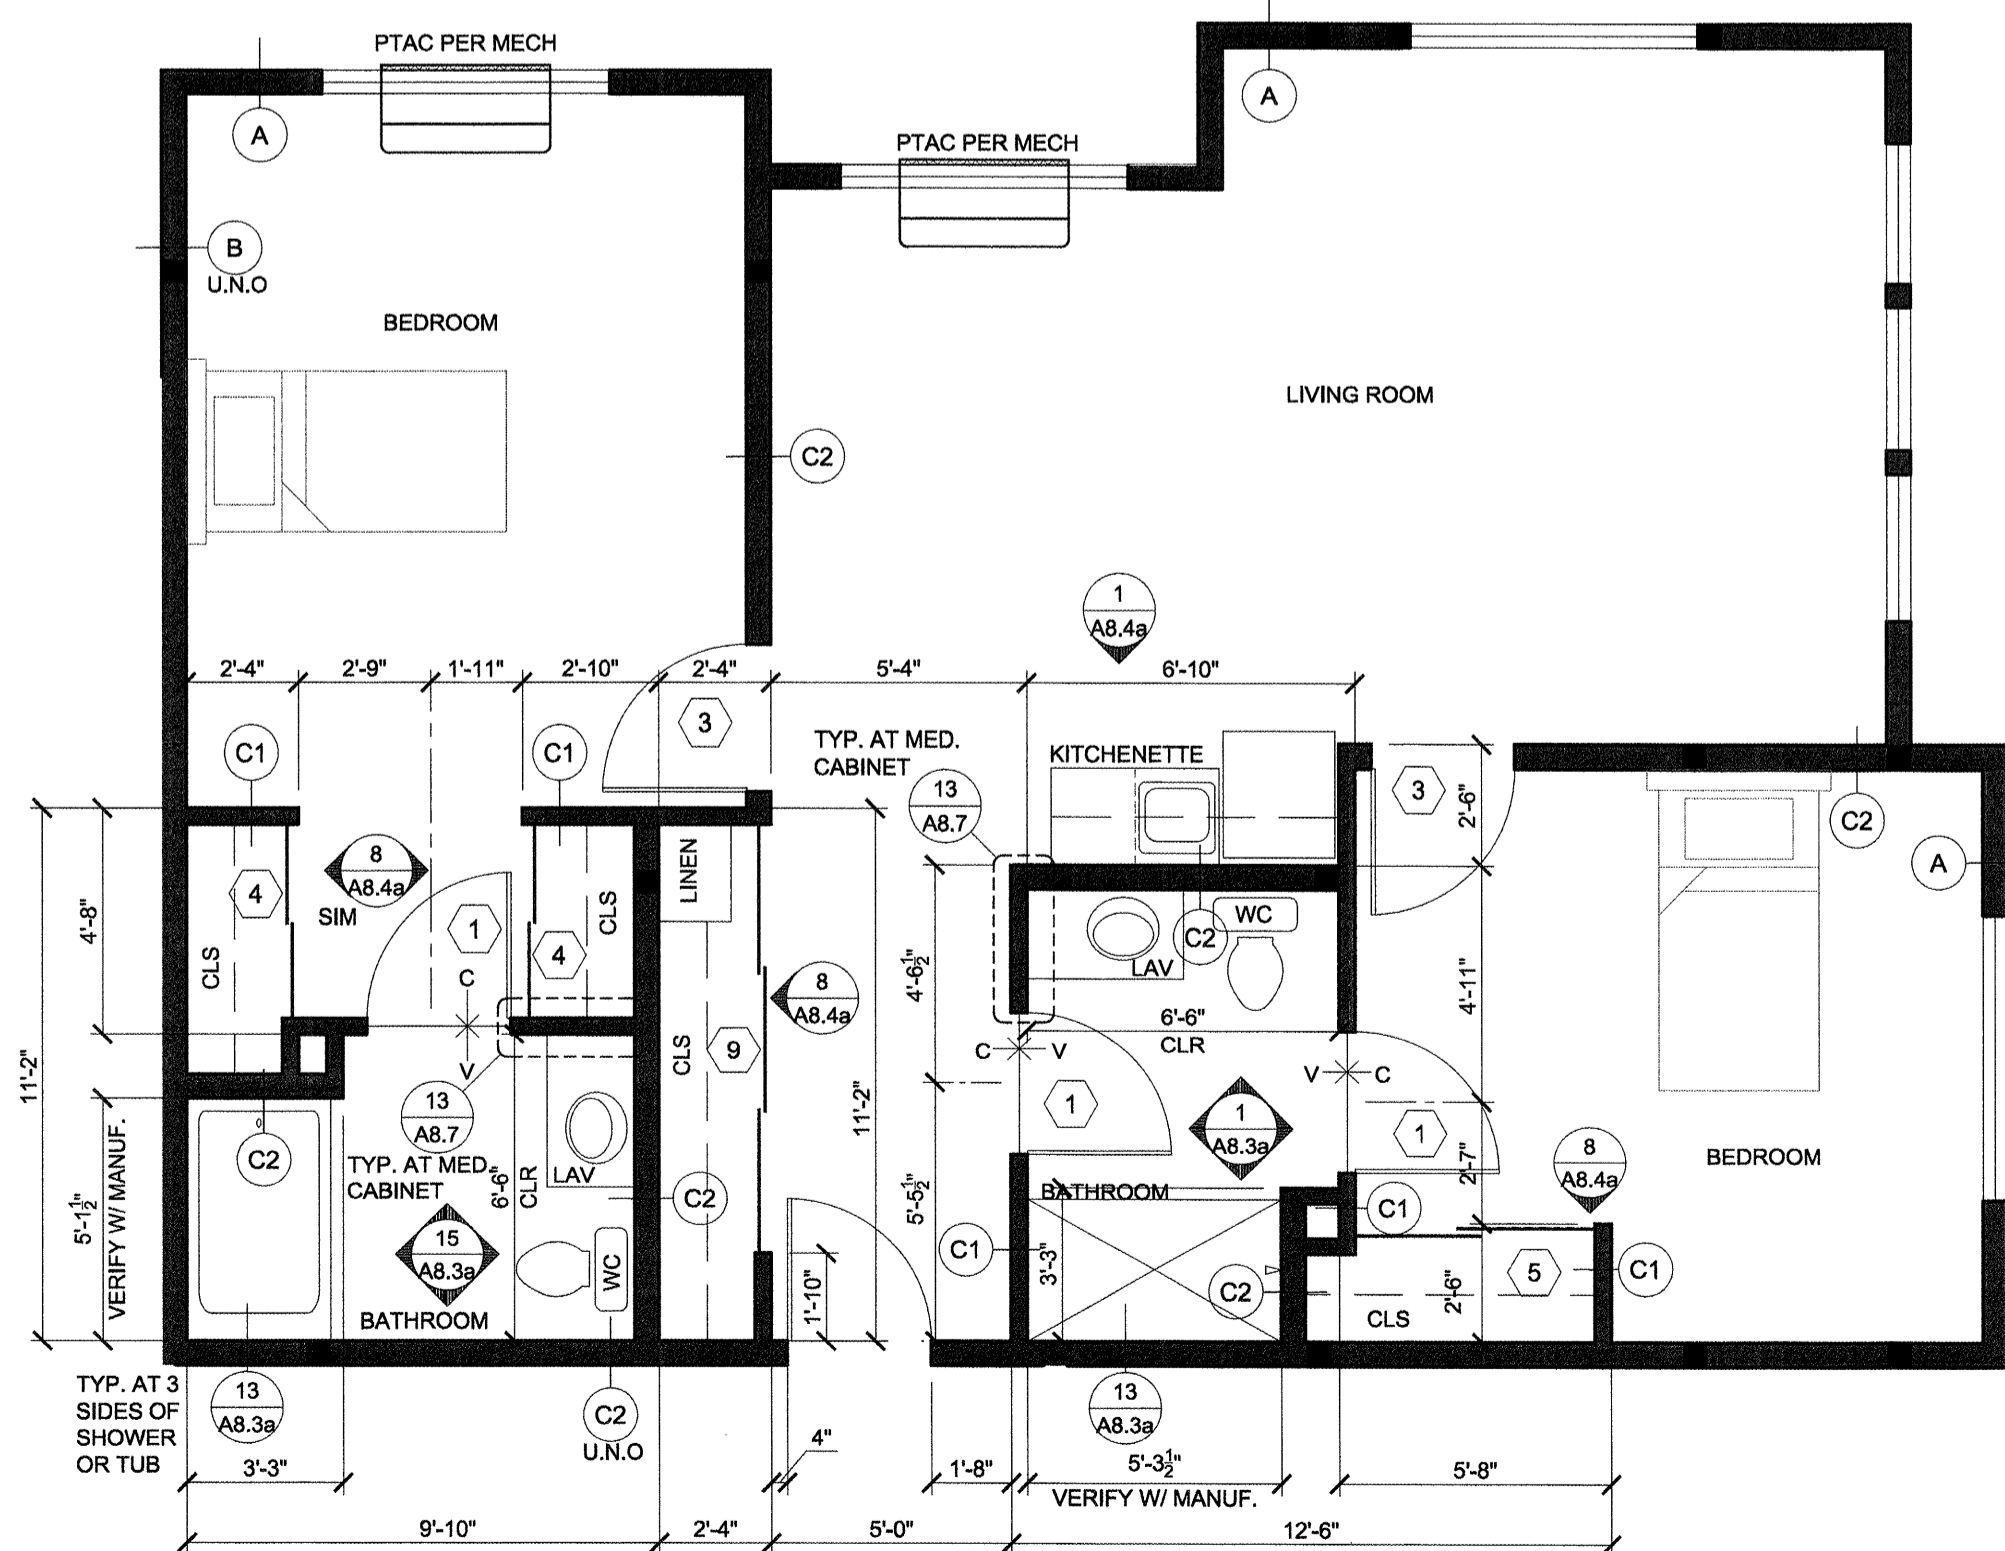 PTAC PER MECH
A
A
PTAC PER MECH
B
U.N.O
BEDROOM
LIVING ROOM
C2
1
A8.4a
2'-4"
2'-9"
1'-11"
2'-10"
2'-4"
5'-4"
6'-10"
3
C1
C1
TYP. AT MED.
CABINET
KITCHENETTE
13
A8.7
3
2'-6"
C2
A
8
A8.4a
SIM
4
CLS
1
4
CLS
LINEN
4'-8"
WC
C2
LAV
4'-6½"
4'-11"
C
V
8
A8.4a
CLS
9
6'-6"
CLR
C
V
V
C
11'-2"
11'-2"
1
1
A8.3a
1
13
A8.7
TYP. AT MED.
CABINET
C2
LAV
6'-6"
CLR
5'-1½"
VERIFY W/ MANUF.
2'-7"
8
A8.4a
BEDROOM
BATHROOM
C2
C1
5'-5½"
C1
15
A8.3a
WC
3'-3"
C2
5
C1
2'-6"
CLS
BATHROOM
1'-10"
TYP. AT 3
SIDES OF
SHOWER
OR TUB
13
A8.3a
C2
U.N.O
13
A8.3a
4"
3'-3"
1'-8"
5'-3½"
VERIFY W/ MANUF.
5'-8"
9'-10"
2'-4"
5'-0"
12'-6"